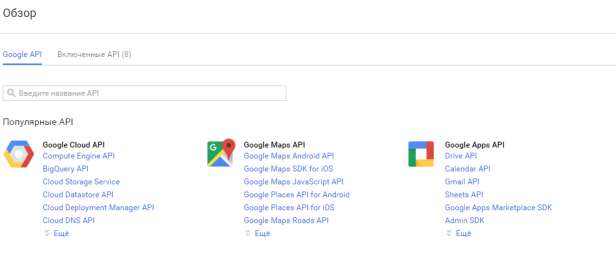 Обзор
Google API Включенные API (8)
Введите название API
Популярные API
Google Cloud API
Compute Engine API
BigQuery API
Cloud Storage Service
Cloud Datastore API
Cloud Deployment Manager API
Cloud DNS API
Ещё
Google Maps API
Google Maps Android API
Google Maps SDK for iOS
Google Maps JavaScript API
Google Places API for Android
Google Places API for iOS
Google Maps Roads API
Ещё
Google Apps API
Drive API
Calendar API
Gmail API
Sheets API
Google Apps Marketplace SDK
Admin SDK
Ещё